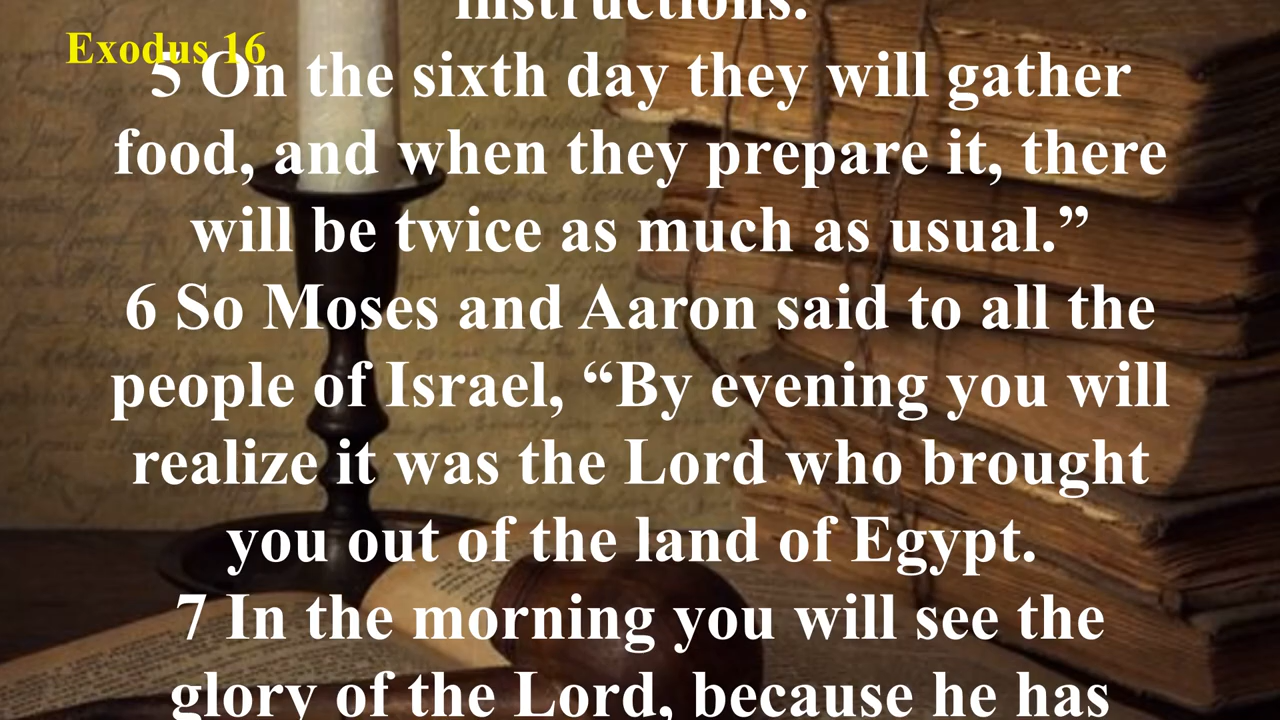 instructions.
Exodus 16
5 On the sixth day they will gather
food, and when they prepare it, there
will be twice as much as usual.”
6 So Moses and Aaron said to all the
people of Israel, “By evening you will
realize it was the Lord who brought
you out of the land of Egypt.
7 In the morning you will see the
glory of the Lord, because he has